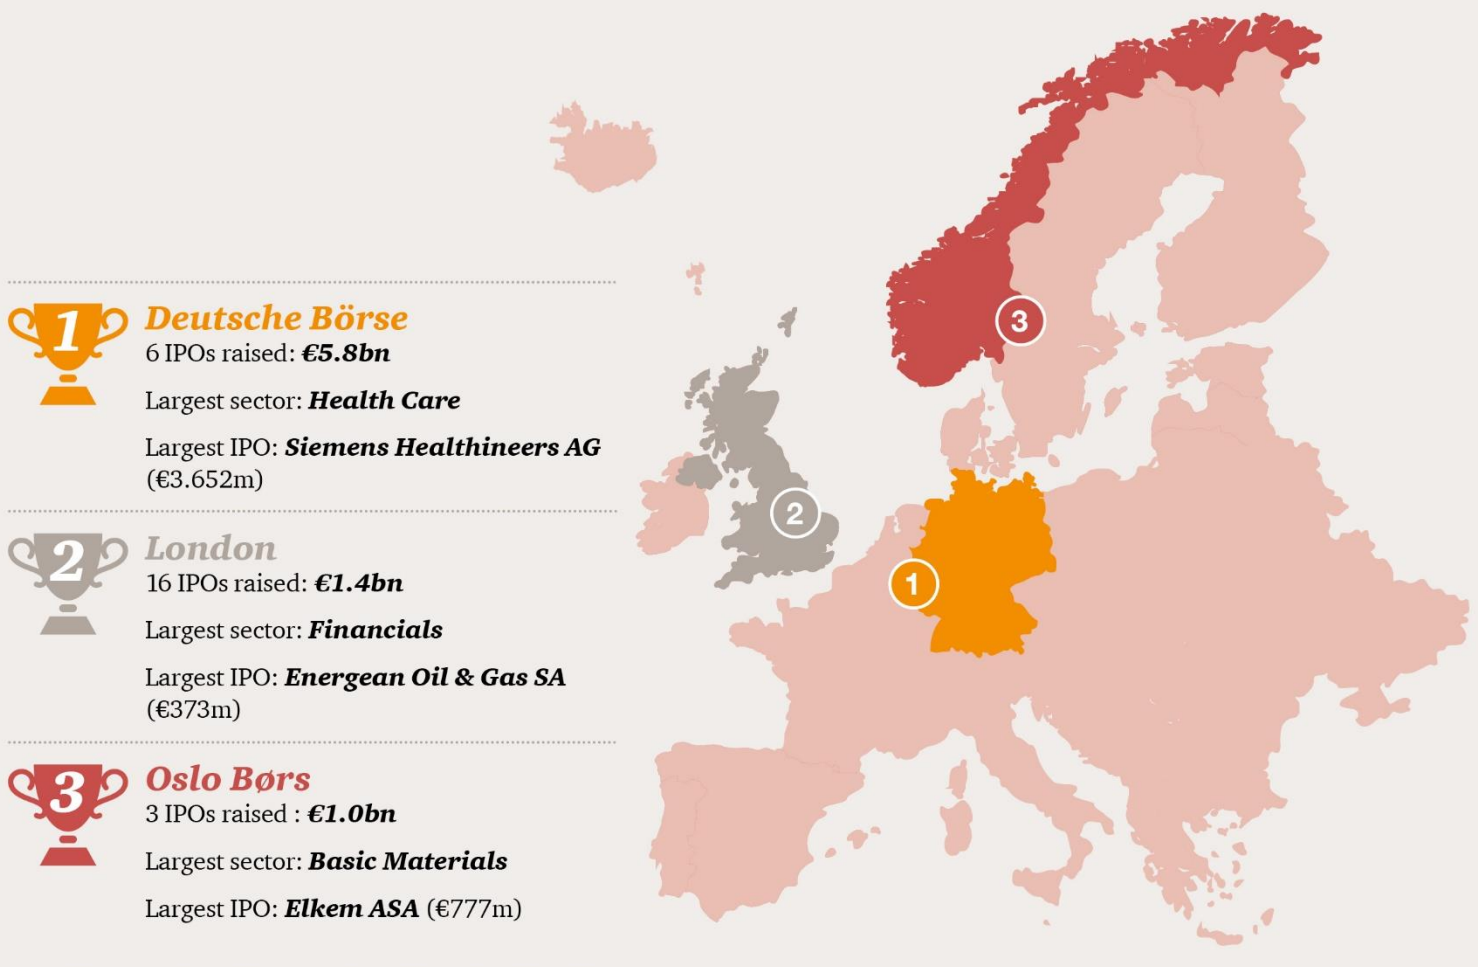 1
Deutsche Börse
6 IPOs raised: €5.8bn
Largest sector: Health Care
Largest IPO: Siemens Healthineers AG
(€3.652m)
2
London
16 IPOs raised: €1.4bn
Largest sector: Financials
Largest IPO: Energean Oil & Gas SA
(€373m)
3
Oslo Børs
3 IPOs raised : €1.0bn
Largest sector: Basic Materials
Largest IPO: Elkem ASA (€777m)
3
2
1